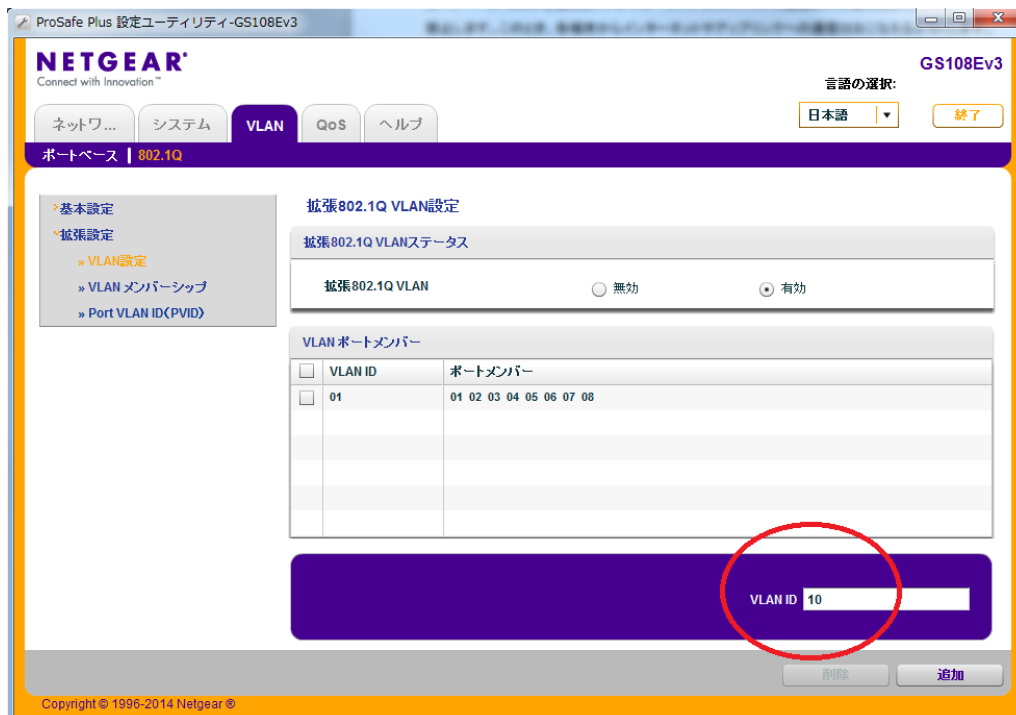 ProSafe Plus 設定ユーティリティ-GS108Ev3
NETGEAR®
Connect with Innovation™
GS108Ev3
言語の選択:
日本語
終了
ネットワ...
システム
VLAN
QoS
ヘルプ
ポートベース
802.1Q
基本設定
拡張設定
» VLAN設定
» VLAN メンバーシップ
» Port VLAN ID(PVID)
拡張802.1Q VLAN設定
拡張802.1Q VLANステータス
拡張802.1Q VLAN 無効 有効
VLAN ポートメンバー
VLAN ID ポートメンバー
01 01 02 03 04 05 06 07 08
VLAN ID 10
削除 追加
Copyright © 1996-2014 Netgear ®